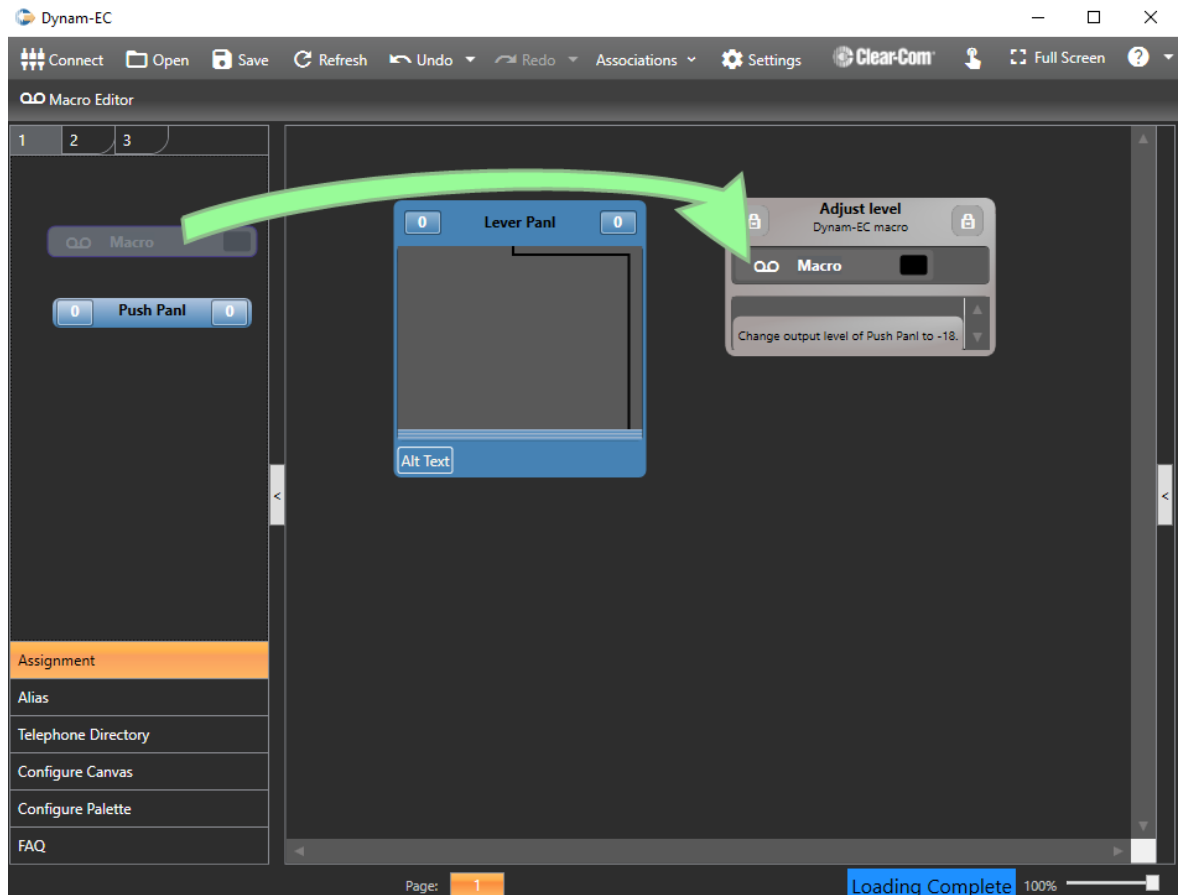 Dynam-EC
Connect Open Save Refresh Undo Redo Associations Settings Clear-Com Full Screen ?
Macro Editor
1 2 3
Macro
0 Push Panl 0
0 Lever Panl 0
Alt Text
Adjust level
Dynam-EC macro
Macro
Change output level of Push Panl to -18.
<
<
Assignment
Alias
Telephone Directory
Configure Canvas
Configure Palette
FAQ
Page: 1 Loading Complete 100%